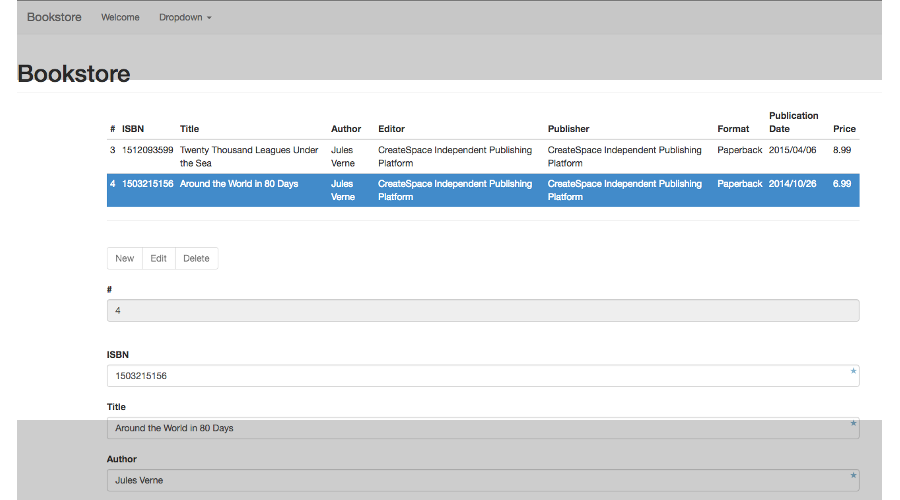 Bookstore Welcome Dropdown
Bookstore
# ISBN Title Author Editor Publisher Format Publication Date Price
3 1512093599 Twenty Thousand Leagues Under the Sea Jules Verne CreateSpace Independent Publishing Platform CreateSpace Independent Publishing Platform Paperback 2015/04/06 8.99
4 1503215156 Around the World in 80 Days Jules Verne CreateSpace Independent Publishing Platform CreateSpace Independent Publishing Platform Paperback 2014/10/26 6.99
New Edit Delete
#
4
ISBN
1503215156
Title
Around the World in 80 Days
Author
Jules Verne